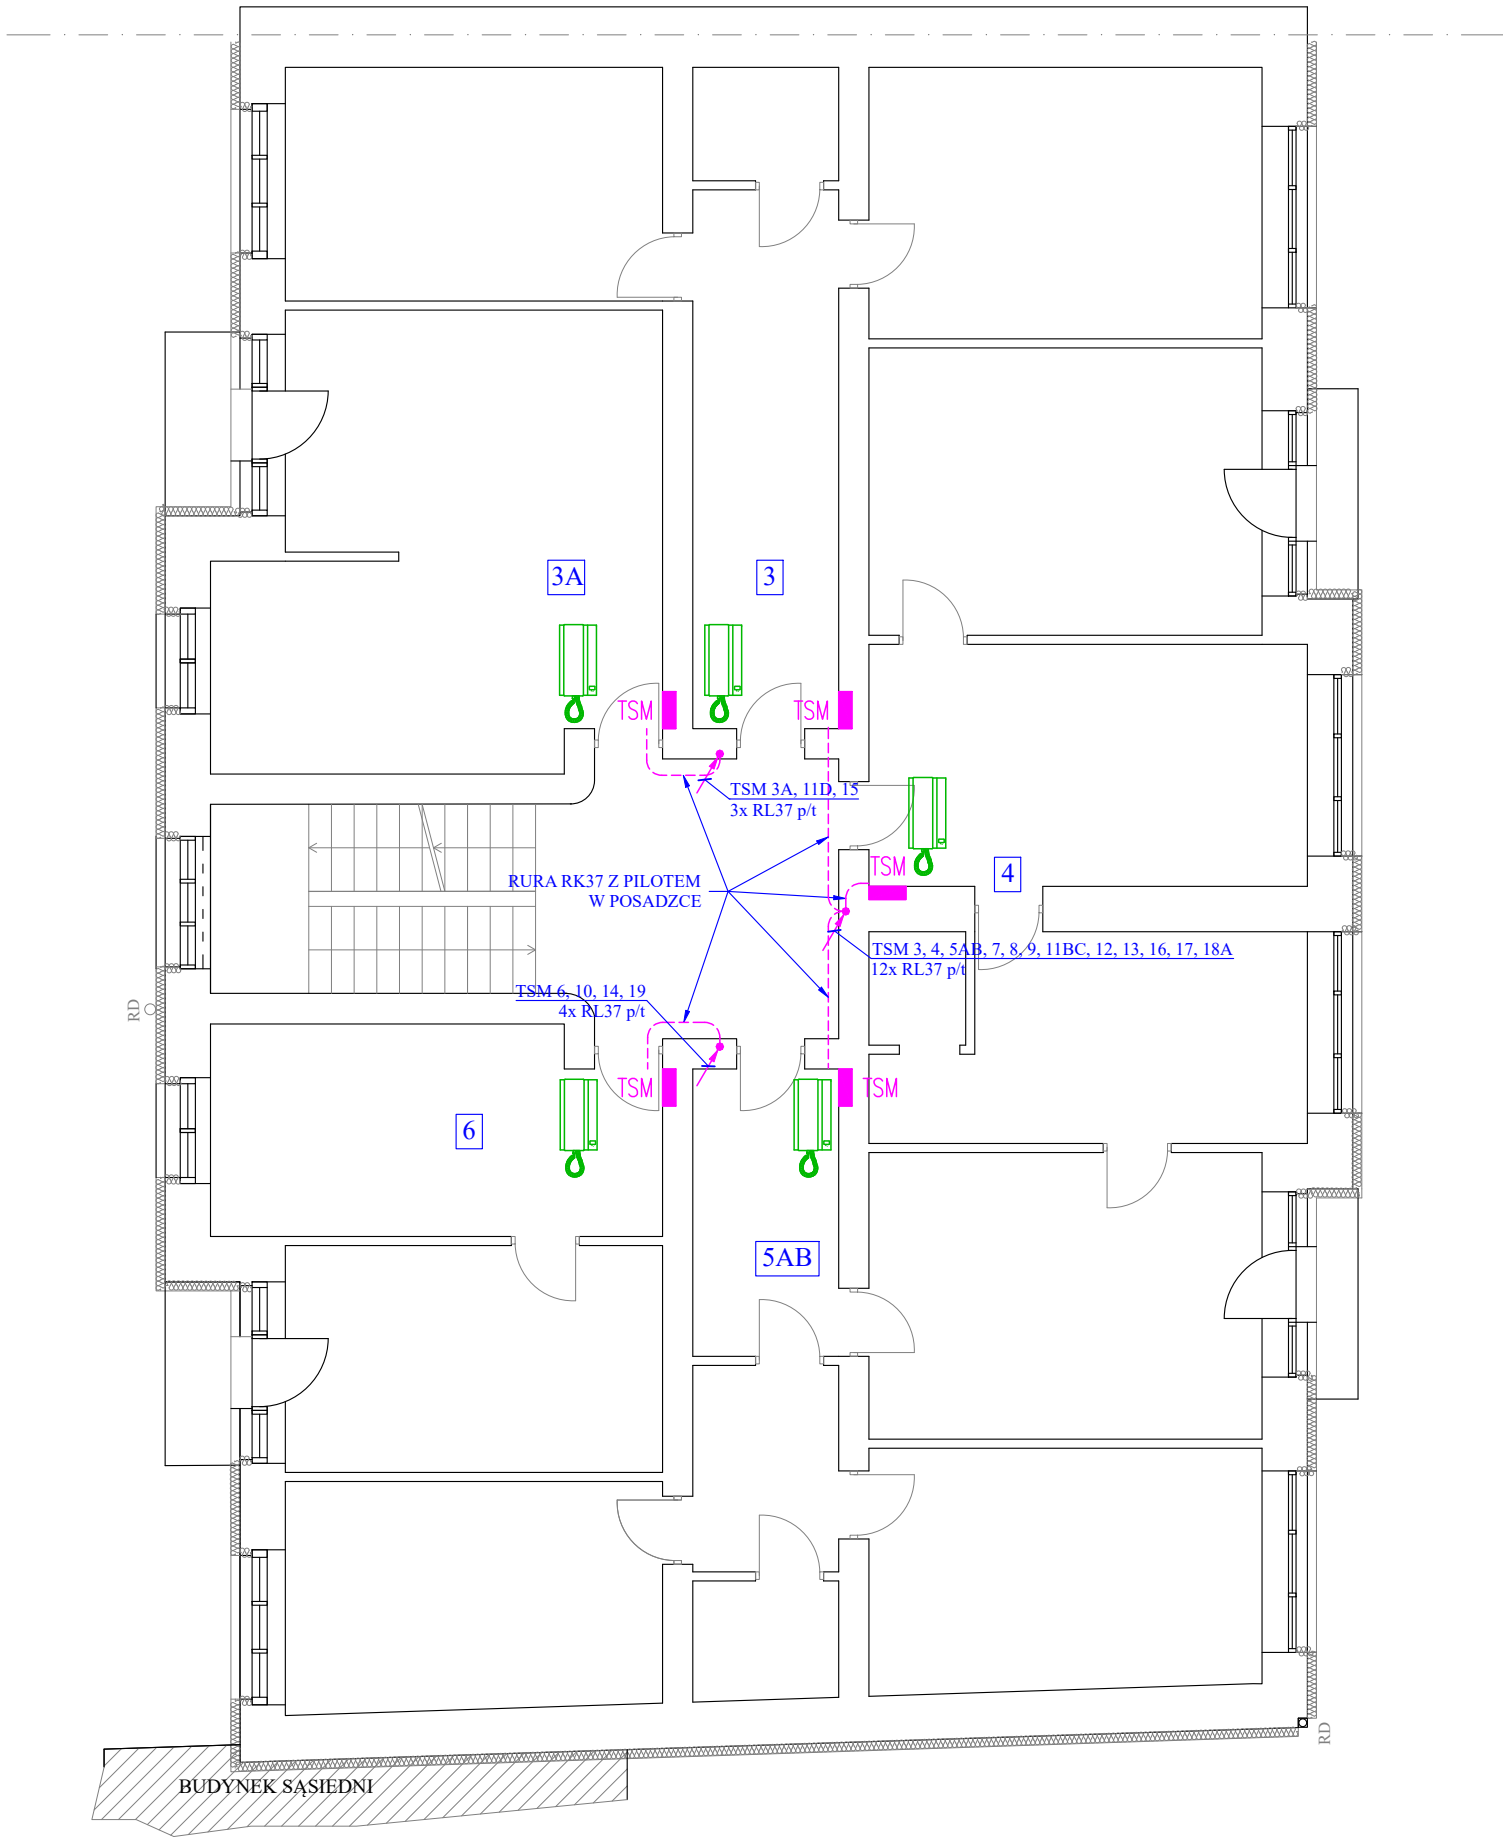 3A
3
TSM
TSM
TSM 3A, 11D, 15
3x RL37 p/t
TSM
4
RURA RK37 Z PILOTEM
W POSADZCE
TSM 3, 4, 5AB, 7, 8, 9, 11BC, 12, 13, 16, 17, 18A
12x RL37 p/t
TSM 6, 10, 14, 19
4x RL37 p/t
RD
TSM
TSM
6
5AB
RD
BUDYNEK SĄSIEDNI